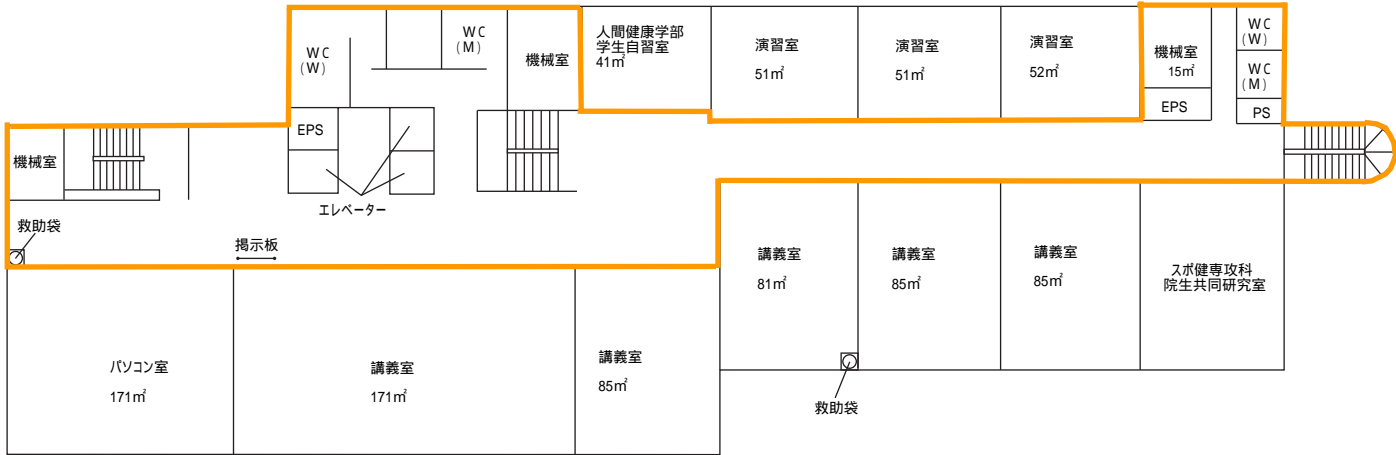 WC
(W)
WC
(M)
機械室
人間健康学部
学生自習室
41㎡
演習室
51㎡
演習室
51㎡
演習室
52㎡
機械室
15㎡
WC
(W)
WC
(M)
EPS
PS
機械室
EPS
エレベーター
救助袋
掲示板
パソコン室
171㎡
講義室
171㎡
講義室
85㎡
講義室
81㎡
講義室
85㎡
講義室
85㎡
スポ健専攻科
院生共同研究室
救助袋